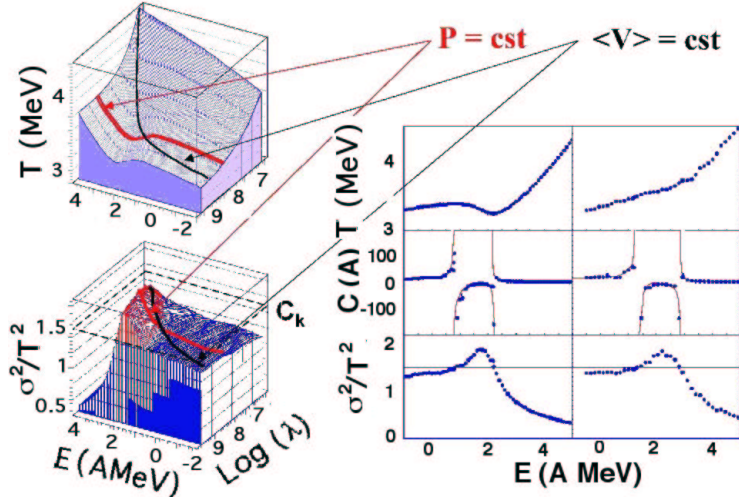 P = cst <V> = cst
T (MeV)
4
3
4 2 0 -2
9 8 7
C_k
σ²/T²
1.5
1
0.5
4 2 0 -2
9 8 7
E (AMeV) Log (λ)
T (MeV)
4
3
C (A)
100
0
-100
σ²/T²
2
1
0
0 2 4 0 2 4
E (A MeV)